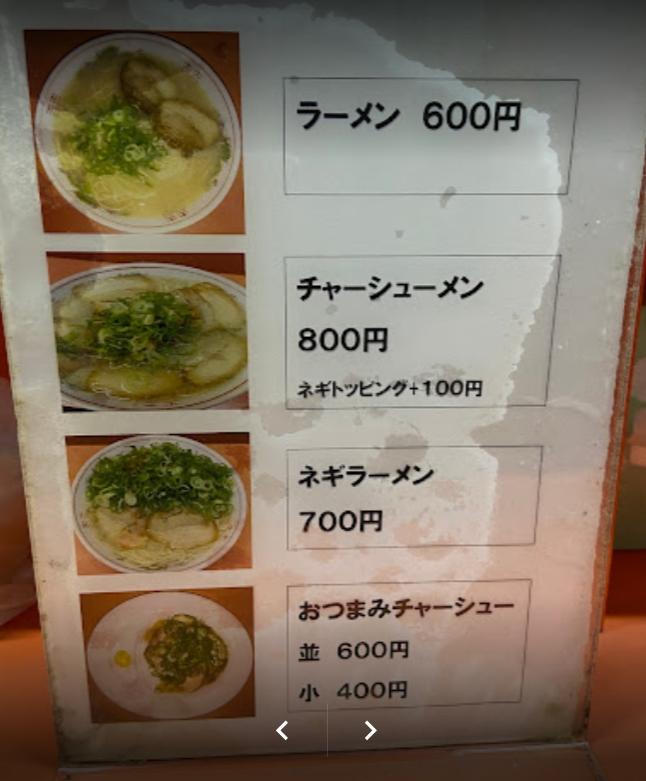 ラーメン 600円
チャーシューメン
800円
ネギトッピング+100円
ネギラーメン
700円
おつまみチャーシュー
並 600円
小 400円